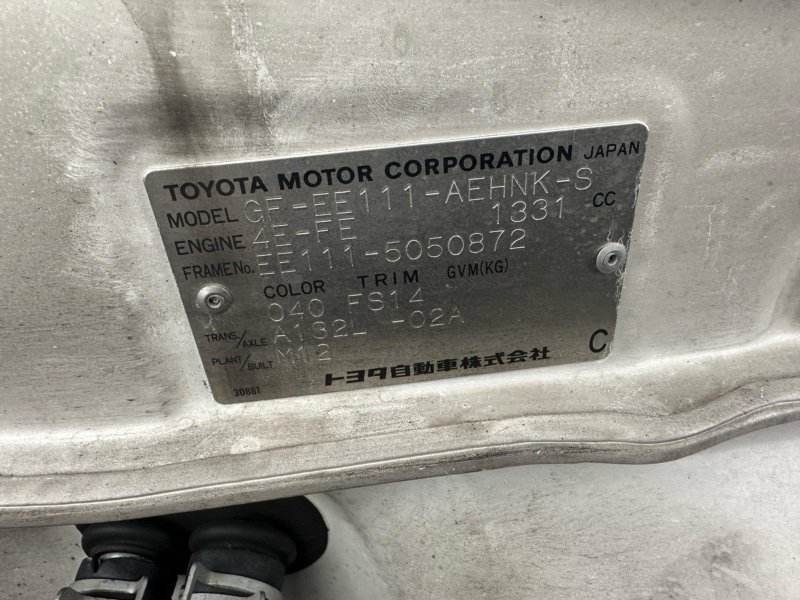 TOYOTA MOTOR CORPORATION JAPAN
MODEL GF-EE111-AEHNK-S
ENGINE 4E-FE 1331 CC
FRAME No. EE111-5050872
COLOR TRIM GVM(KG)
040 FS14
TRANS/AXLE A132L -02A
PLANT/BUILT M12
トヨタ自動車株式会社 C
30681